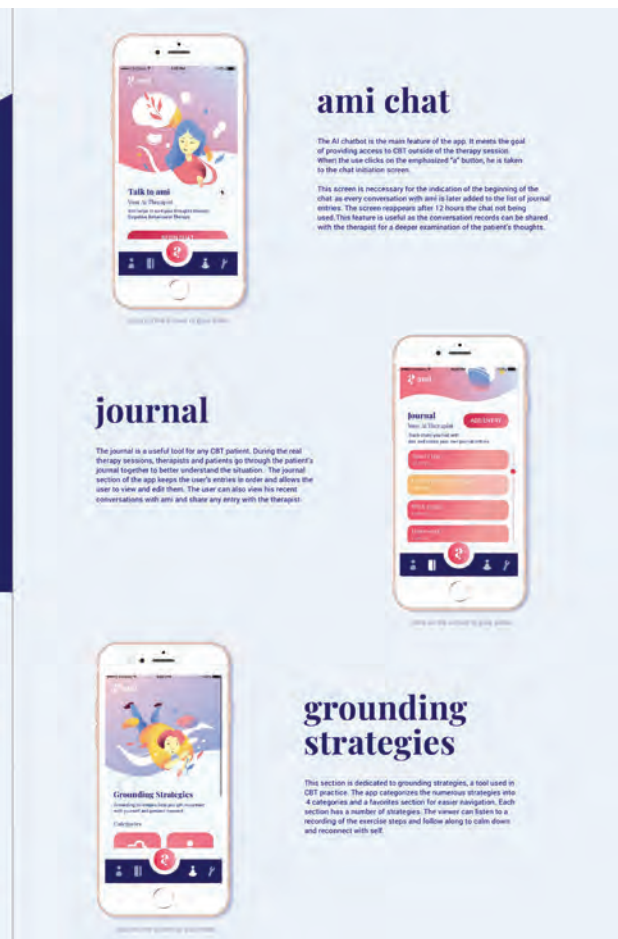 ami
Talk to ami
Your AI Therapist
Cognitive Behavioural Therapy
ami chat
The AI chatbot is the main feature of the app. It meets the goal
of providing access to CBT outside of the therapy session.
When the use clicks on the emphasized "a" button, he is taken
to the chat initiation screen.
This screen is neccessary for the indication of the beginning of the
chat as every conversation with ami is later added to the list of journal
entries. The screen reappears after 12 hours the chat not being
used.This feature is useful as the conversation records can be shared
with the therapist for a deeper examination of the patient's thoughts.
journal
The journal is a useful tool for any CBT patient. During the real
therapy sessions, therapists and patients go through the patient's
journal together to better understand the situation. The journal
section of the app keeps the user's entries in order and allows the
user to view and edit them. The user can also view his recent
conversations with ami and share any entry with the therapist.
ami
Journal
Your AI Therapist
ADD ENTRY
Grounding Strategies
Categories
grounding
strategies
This section is dedicated to grounding strategies, a tool used in
CBT practice. The app categorizes the numerous strategies into
4 categories and a favorites section for easier navigation. Each
section has a number of strategies. The viewer can listen to a
recording of the exercise steps and follow along to calm down
and reconnect with self.